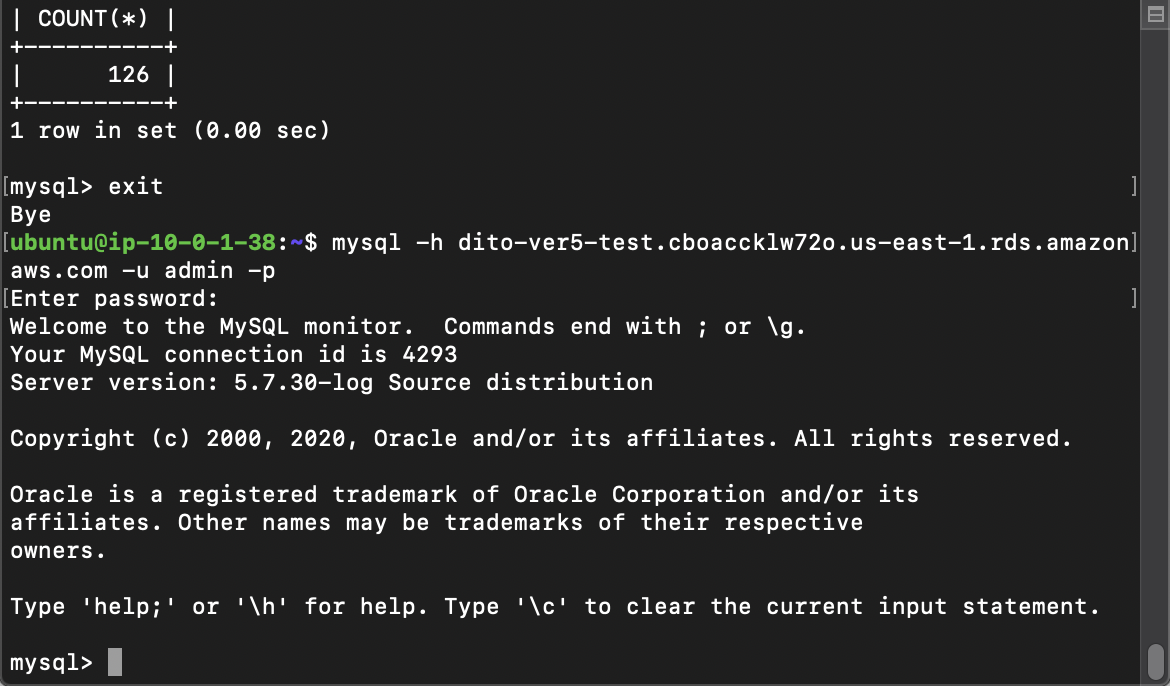 | COUNT(*) |
+----------+
|      126 |
+----------+
1 row in set (0.00 sec)
[mysql> exit ]
Bye
[ubuntu@ip-10-0-1-38:~$ mysql -h dito-ver5-test.cboaccklw72o.us-east-1.rds.amazon]
aws.com -u admin -p
[Enter password: ]
Welcome to the MySQL monitor.  Commands end with ; or \g.
Your MySQL connection id is 4293
Server version: 5.7.30-log Source distribution
Copyright (c) 2000, 2020, Oracle and/or its affiliates. All rights reserved.
Oracle is a registered trademark of Oracle Corporation and/or its
affiliates. Other names may be trademarks of their respective
owners.
Type 'help;' or '\h' for help. Type '\c' to clear the current input statement.
mysql>